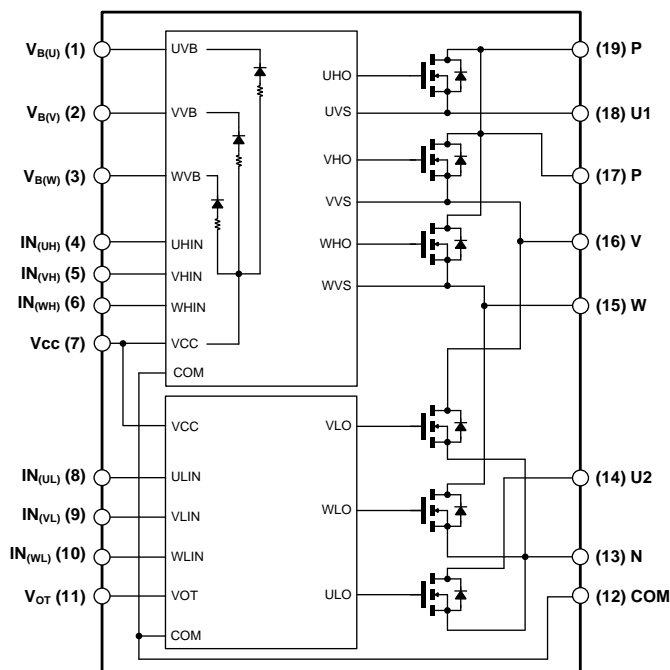 V_B(U) (1)
V_B(V) (2)
V_B(W) (3)
IN_(UH) (4)
IN_(VH) (5)
IN_(WH) (6)
Vcc (7)
IN_(UL) (8)
IN_(VL) (9)
IN_(WL) (10)
V_OT (11)
UVB
VVB
WVB
UHIN
VHIN
WHIN
VCC
COM
UHO
UVS
VHO
VVS
WHO
WVS
VCC
ULIN
VLIN
WLIN
VOT
COM
VLO
WLO
ULO
(19) P
(18) U1
(17) P
(16) V
(15) W
(14) U2
(13) N
(12) COM